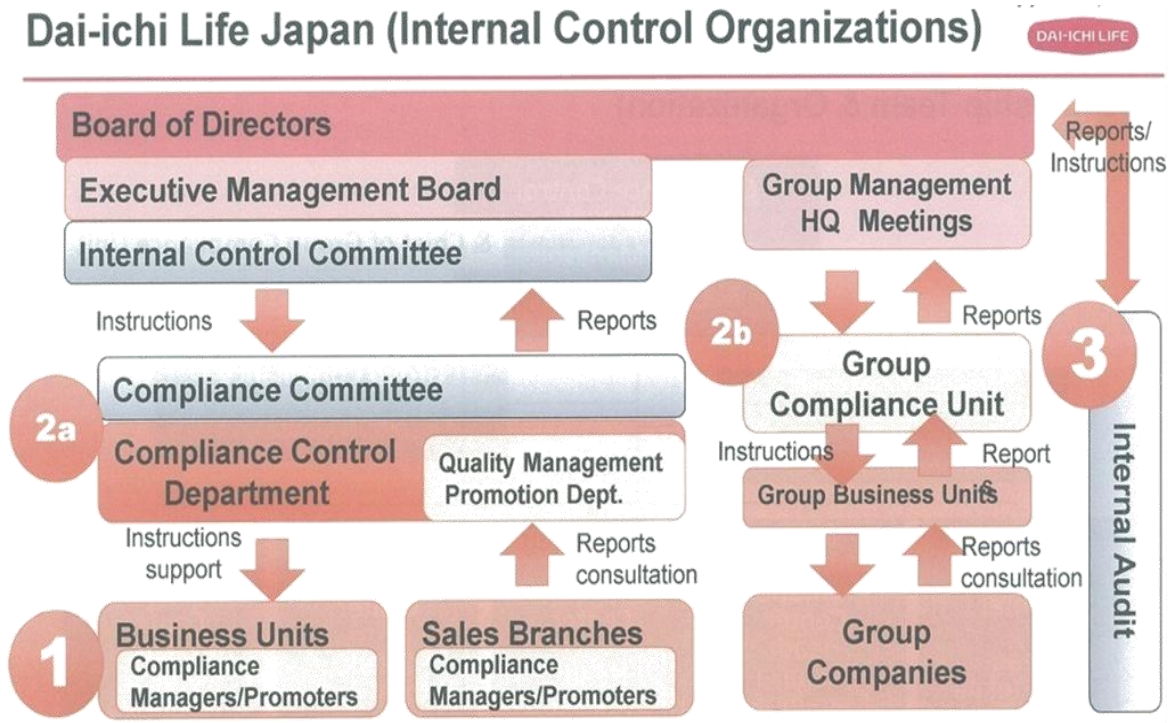 Dai-ichi Life Japan (Internal Control Organizations)
DAI-ICHI LIFE
Board of Directors
Reports/
Instructions
Executive Management Board
Group Management
HQ Meetings
Internal Control Committee
Instructions
Reports
2b
Reports
3
Group
Compliance Unit
2a
Compliance Committee
Compliance Control
Department
Quality Management
Promotion Dept.
Instructions
Report
s
Group Business Units
Internal Audit
Instructions
support
Reports
consultation
Reports
consultation
1
Business Units
Compliance
Managers/Promoters
Sales Branches
Compliance
Managers/Promoters
Group
Companies